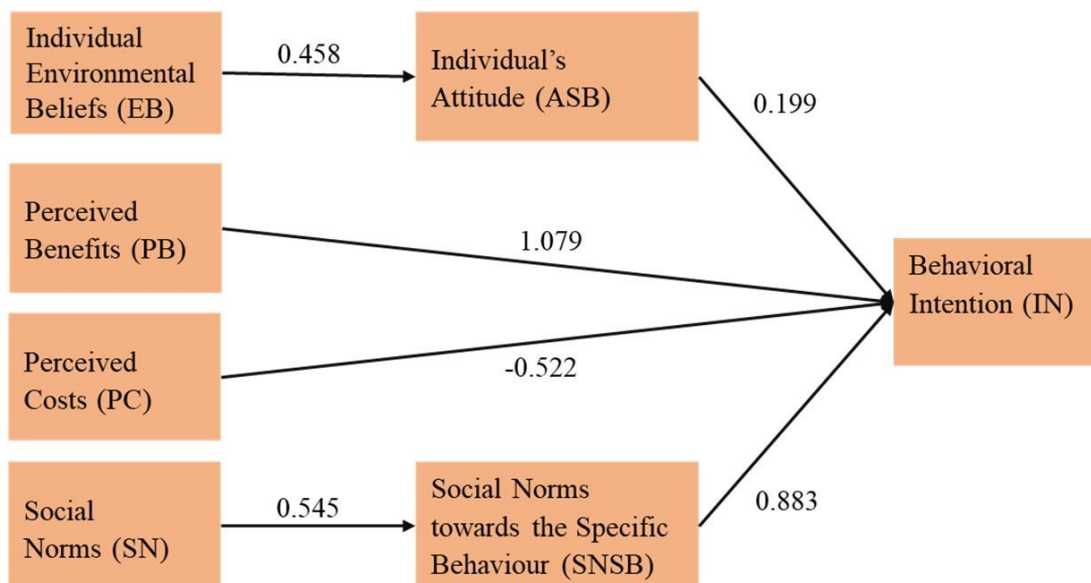 Individual
Environmental
Beliefs (EB)
0.458
Individual’s
Attitude (ASB)
0.199
Perceived
Benefits (PB)
1.079
Behavioral
Intention (IN)
Perceived
Costs (PC)
-0.522
Social
Norms (SN)
0.545
Social Norms
towards the Specific
Behaviour (SNSB)
0.883